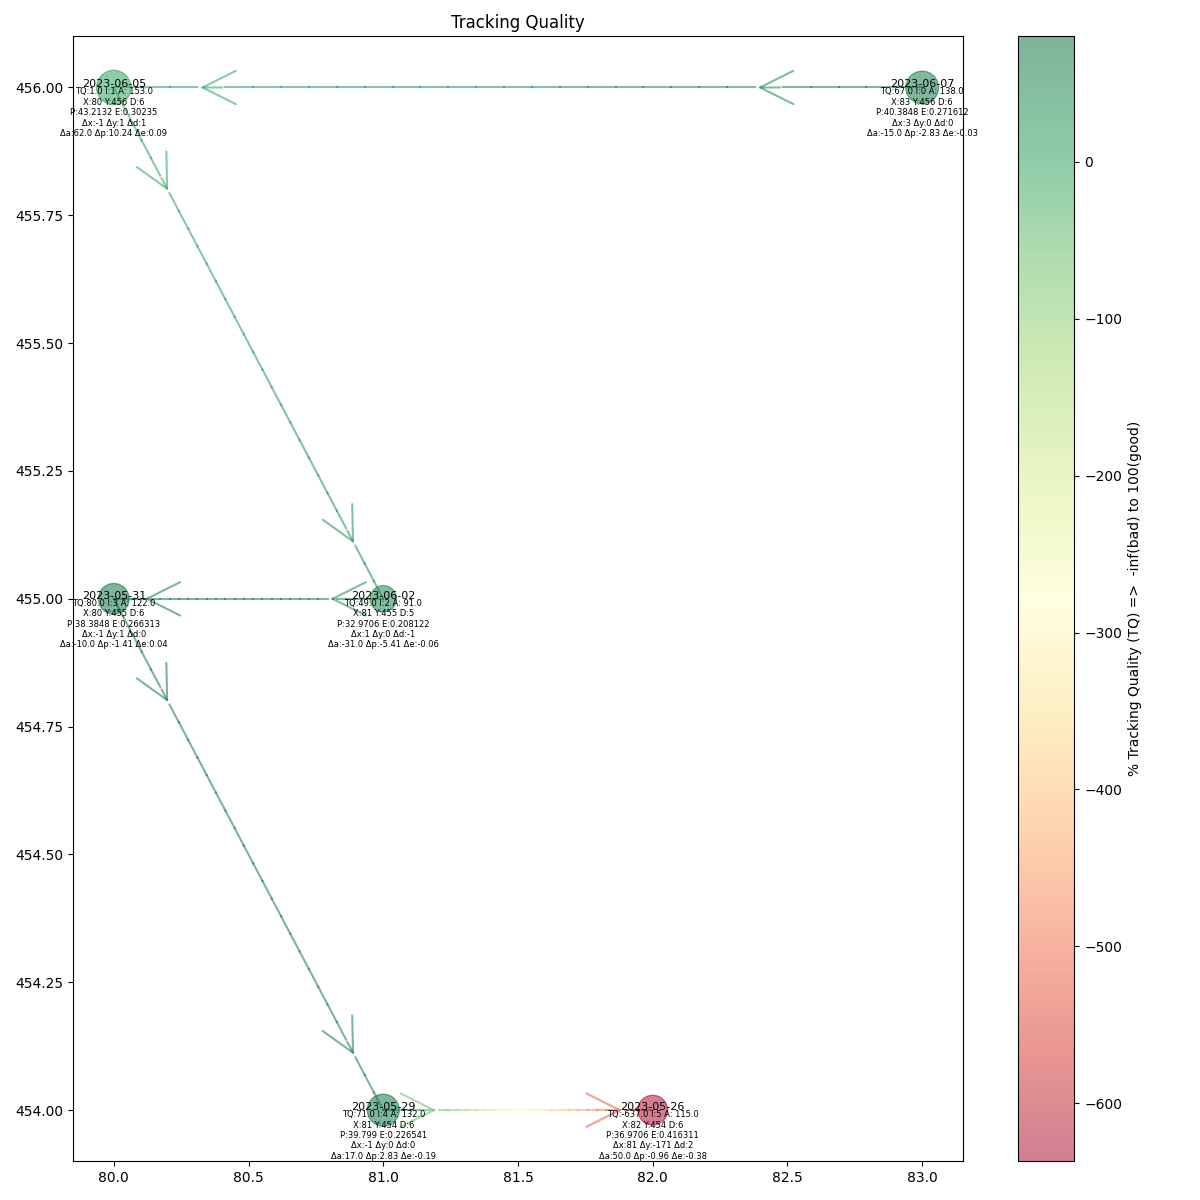 Tracking Quality
456.00
455.75
455.50
455.25
455.00
454.75
454.50
454.25
454.00
2023-06-05
TQ:1.0 I:1 A: 153.0
X:80 Y:456 D:6
P:43.2132 E:0.30235
Δx:-1 Δy:1 Δd:1
Δa:62.0 Δp:10.24 Δe:0.09
2023-06-07
TQ:67.0 I:0 A: 138.0
X:83 Y:456 D:6
P:40.3848 E:0.271612
Δx:3 Δy:0 Δd:0
Δa:-15.0 Δp:-2.83 Δe:-0.03
2023-05-31
TQ:80.0 I:3 A: 122.0
X:80 Y:455 D:6
P:38.3848 E:0.266313
Δx:-1 Δy:1 Δd:0
Δa:-10.0 Δp:-1.41 Δe:0.04
2023-06-02
TQ:49.0 I:2 A: 91.0
X:81 Y:455 D:5
P:32.9706 E:0.208122
Δx:1 Δy:0 Δd:-1
Δa:-31.0 Δp:-5.41 Δe:-0.06
2023-05-29
TQ:71.0 I:4 A: 132.0
X:81 Y:454 D:6
P:39.799 E:0.226541
Δx:-1 Δy:0 Δd:0
Δa:17.0 Δp:2.83 Δe:-0.19
2023-05-26
TQ:-637.0 I:5 A: 115.0
X:82 Y:454 D:6
P:36.9706 E:0.416311
Δx:81 Δy:-171 Δd:2
Δa:50.0 Δp:-0.96 Δe:-0.38
80.0 80.5 81.0 81.5 82.0 82.5 83.0
0
−100
−200
−300
−400
−500
−600
% Tracking Quality (TQ) => -inf(bad) to 100(good)